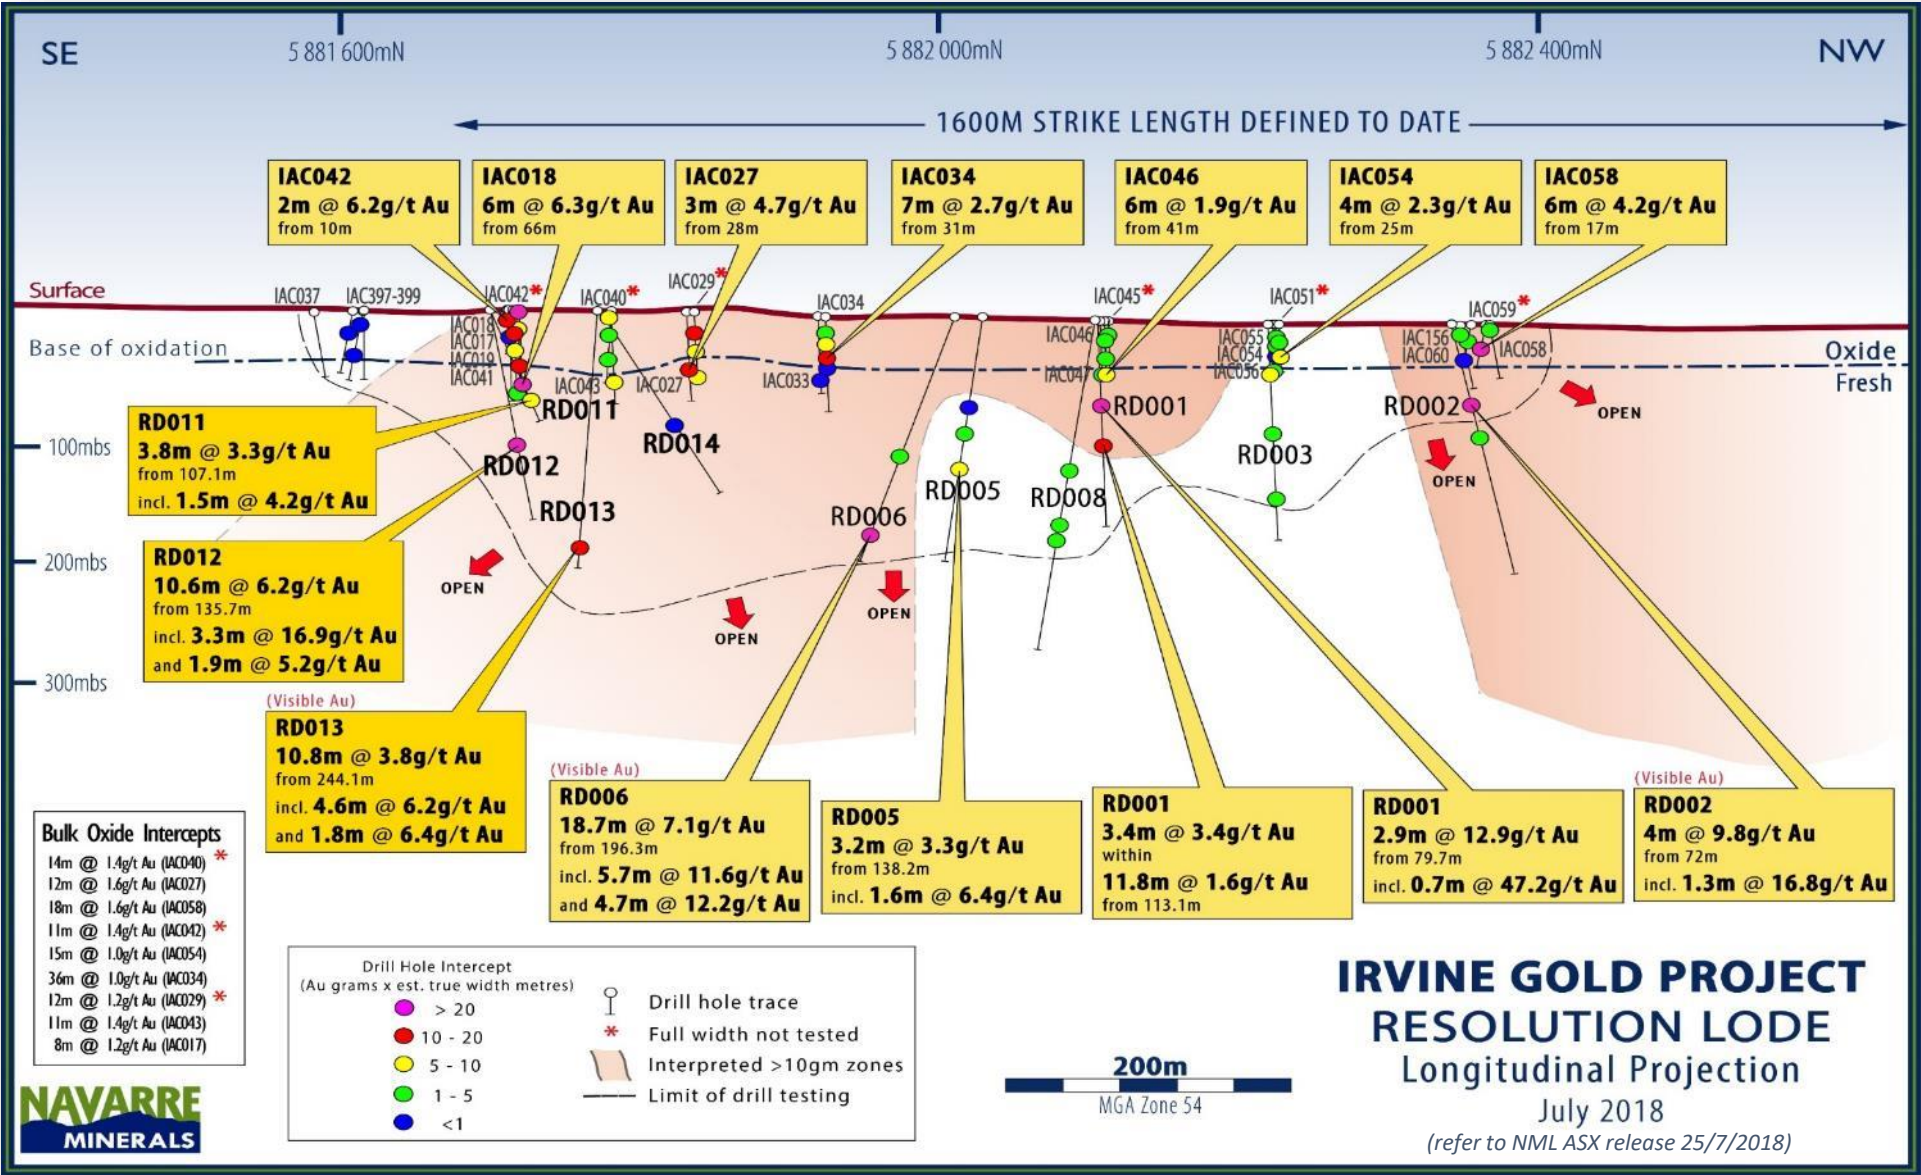 SE
5 881 600mN
5 882 000mN
5 882 400mN
NW
1600M STRIKE LENGTH DEFINED TO DATE
IAC042
2m @ 6.2g/t Au
from 10m
IAC018
6m @ 6.3g/t Au
from 66m
IAC027
3m @ 4.7g/t Au
from 28m
IAC034
7m @ 2.7g/t Au
from 31m
IAC046
6m @ 1.9g/t Au
from 41m
IAC054
4m @ 2.3g/t Au
from 25m
IAC058
6m @ 4.2g/t Au
from 17m
Surface
IAC037
IAC397-399
IAC042*
IAC040*
IAC029*
IAC034
IAC045*
IAC051*
IAC059*
IAC018
IAC017
IAC019
IAC041
IAC043
IAC027
IAC033
IAC046
IAC047
IAC055
IAC054
IAC056
IAC156
IAC060
IAC058
Base of oxidation
Oxide
Fresh
100mbs
200mbs
300mbs
RD011
RD012
RD013
RD014
RD006
RD005
RD008
RD001
RD003
RD002
OPEN
OPEN
OPEN
OPEN
OPEN
RD011
3.8m @ 3.3g/t Au
from 107.1m
incl. 1.5m @ 4.2g/t Au
RD012
10.6m @ 6.2g/t Au
from 135.7m
incl. 3.3m @ 16.9g/t Au
and 1.9m @ 5.2g/t Au
(Visible Au)
RD013
10.8m @ 3.8g/t Au
from 244.1m
incl. 4.6m @ 6.2g/t Au
and 1.8m @ 6.4g/t Au
(Visible Au)
RD006
18.7m @ 7.1g/t Au
from 196.3m
incl. 5.7m @ 11.6g/t Au
and 4.7m @ 12.2g/t Au
RD005
3.2m @ 3.3g/t Au
from 138.2m
incl. 1.6m @ 6.4g/t Au
RD001
3.4m @ 3.4g/t Au
within
11.8m @ 1.6g/t Au
from 113.1m
RD001
2.9m @ 12.9g/t Au
from 79.7m
incl. 0.7m @ 47.2g/t Au
(Visible Au)
RD002
4m @ 9.8g/t Au
from 72m
incl. 1.3m @ 16.8g/t Au
Bulk Oxide Intercepts
14m @ 1.4g/t Au (IAC040) *
12m @ 1.6g/t Au (IAC027)
18m @ 1.6g/t Au (IAC058)
11m @ 1.4g/t Au (IAC042) *
15m @ 1.0g/t Au (IAC054)
36m @ 1.0g/t Au (IAC034)
12m @ 1.2g/t Au (IAC029) *
11m @ 1.4g/t Au (IAC043)
8m @ 1.2g/t Au (IAC017)
Drill Hole Intercept
(Au grams x est. true width metres)
> 20
10 - 20
5 - 10
1 - 5
<1
Drill hole trace
* Full width not tested
Interpreted >10gm zones
Limit of drill testing
200m
MGA Zone 54
IRVINE GOLD PROJECT
RESOLUTION LODE
Longitudinal Projection
July 2018
(refer to NML ASX release 25/7/2018)
NAVARRE
MINERALS